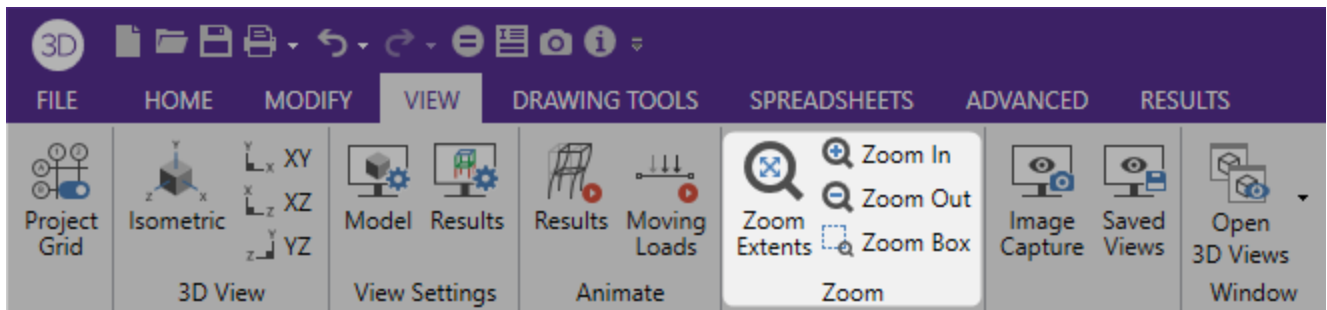 3D
FILE HOME MODIFY VIEW DRAWING TOOLS SPREADSHEETS ADVANCED RESULTS
Project
Grid
Y
z x
Isometric
Y
x XY
X
z XZ
Y
z YZ
3D View
Model Results
View Settings
Results
Moving
Loads
Animate
Zoom
Extents
Zoom In
Zoom Out
Zoom Box
Zoom
Image
Capture
Saved
Views
Open
3D Views
Window